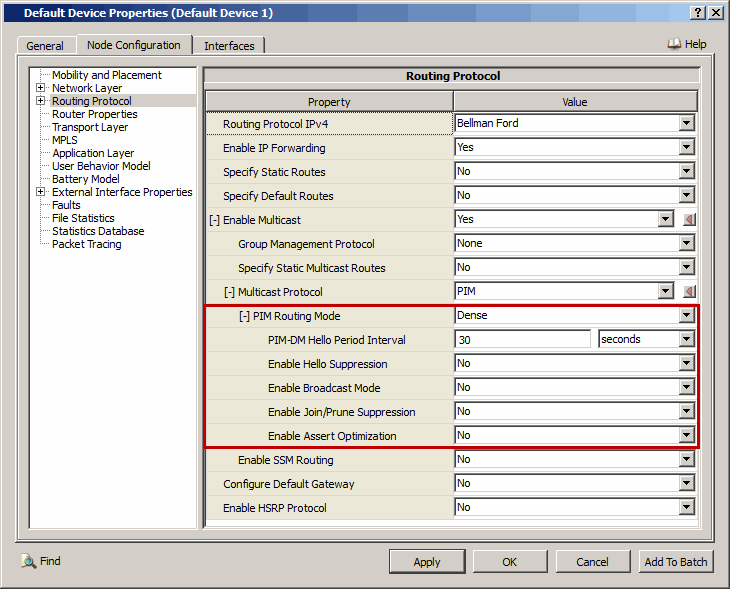 Default Device Properties (Default Device 1)
General Node Configuration Interfaces Help
Mobility and Placement
Network Layer
Routing Protocol
Router Properties
Transport Layer
MPLS
Application Layer
User Behavior Model
Battery Model
External Interface Properties
Faults
File Statistics
Statistics Database
Packet Tracing
Routing Protocol
Property Value
Routing Protocol IPv4 Bellman Ford
Enable IP Forwarding Yes
Specify Static Routes No
Specify Default Routes No
[-] Enable Multicast Yes
Group Management Protocol None
Specify Static Multicast Routes No
[-] Multicast Protocol PIM
[-] PIM Routing Mode Dense
PIM-DM Hello Period Interval 30 seconds
Enable Hello Suppression No
Enable Broadcast Mode No
Enable Join/Prune Suppression No
Enable Assert Optimization No
Enable SSM Routing No
Configure Default Gateway No
Enable HSRP Protocol No
Find Apply OK Cancel Add To Batch